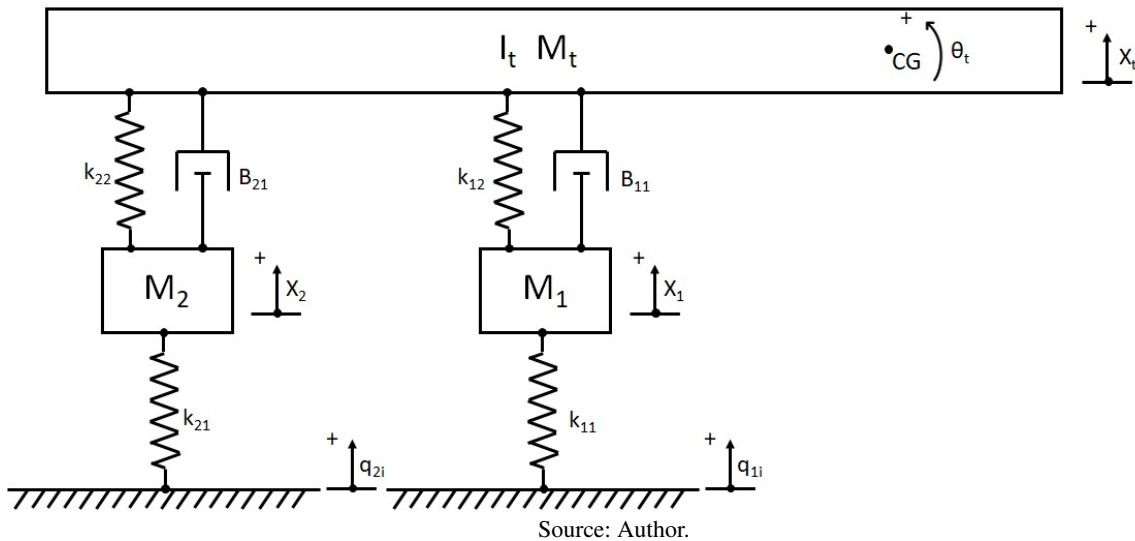 I_t M_t
+
CG
θ_t
+
X_t
k_22
B_21
k_12
B_11
M_2
+
X_2
M_1
+
X_1
k_21
k_11
+
q_2i
+
q_1i
Source: Author.